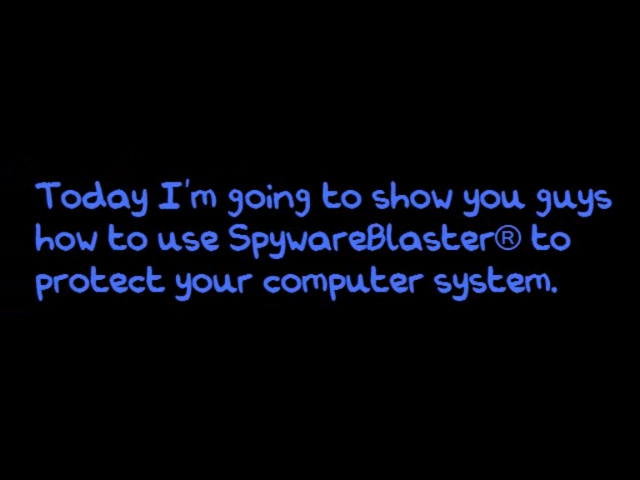 Today I'm going to show you guys
how to use SpywareBlaster® to
protect your computer system.